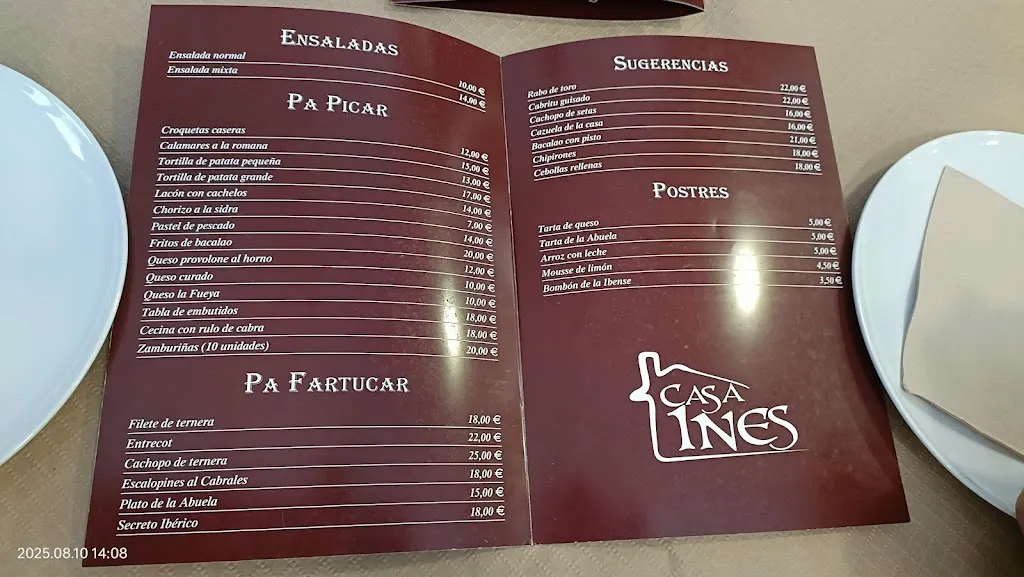 ENSALADAS
Ensalada normal 10,00 €
Ensalada mixta 14,00 €
PA PICAR
Croquetas caseras 12,00 €
Calamares a la romana 15,00 €
Tortilla de patata pequeña 13,00 €
Tortilla de patata grande 17,00 €
Lacón con cachelos 14,00 €
Chorizo a la sidra 7,00 €
Pastel de pescado 14,00 €
Fritos de bacalao 20,00 €
Queso provolone al horno 12,00 €
Queso curado 10,00 €
Queso la Fueya 10,00 €
Tabla de embutidos 18,00 €
Cecina con rulo de cabra 18,00 €
Zamburiñas (10 unidades) 20,00 €
PA FARTUCAR
Filete de ternera 18,00 €
Entrecot 22,00 €
Cachopo de ternera 25,00 €
Escalopines al Cabrales 18,00 €
Plato de la Abuela 15,00 €
Secreto Ibérico 18,00 €
SUGERENCIAS
Rabo de toro 22,00 €
Cabritu guisado 22,00 €
Cachopo de setas 16,00 €
Cazuela de la casa 16,00 €
Bacalao con pisto 21,00 €
Chipirones 18,00 €
Cebollas rellenas 18,00 €
POSTRES
Tarta de queso 5,00 €
Tarta de la Abuela 5,00 €
Arroz con leche 5,00 €
Mousse de limón 4,50 €
Bombón de la Ibense 3,50 €
CASA
INES
2025.08.10 14:08